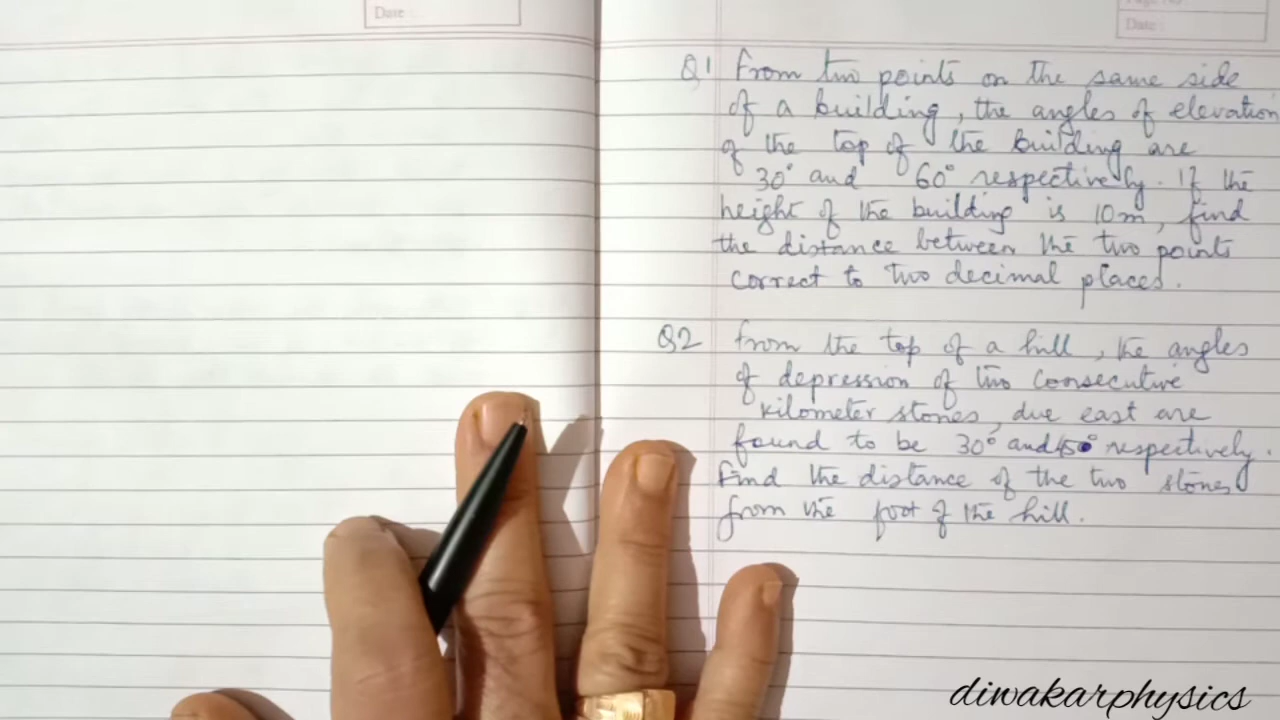 Date :
Page No
Date :
Q1 From two points on the same side
of a building, the angles of elevation
of the top of the building are
30° and 60° respectively. If the
height of the building is 10m, find
the distance between the two points
correct to two decimal places.
Q2 From the top of a hill, the angles
of depression of two consecutive
kilometer stones, due east are
found to be 30° and 45° respectively.
Find the distance of the two stones
from the foot of the hill.
diwakarphysics